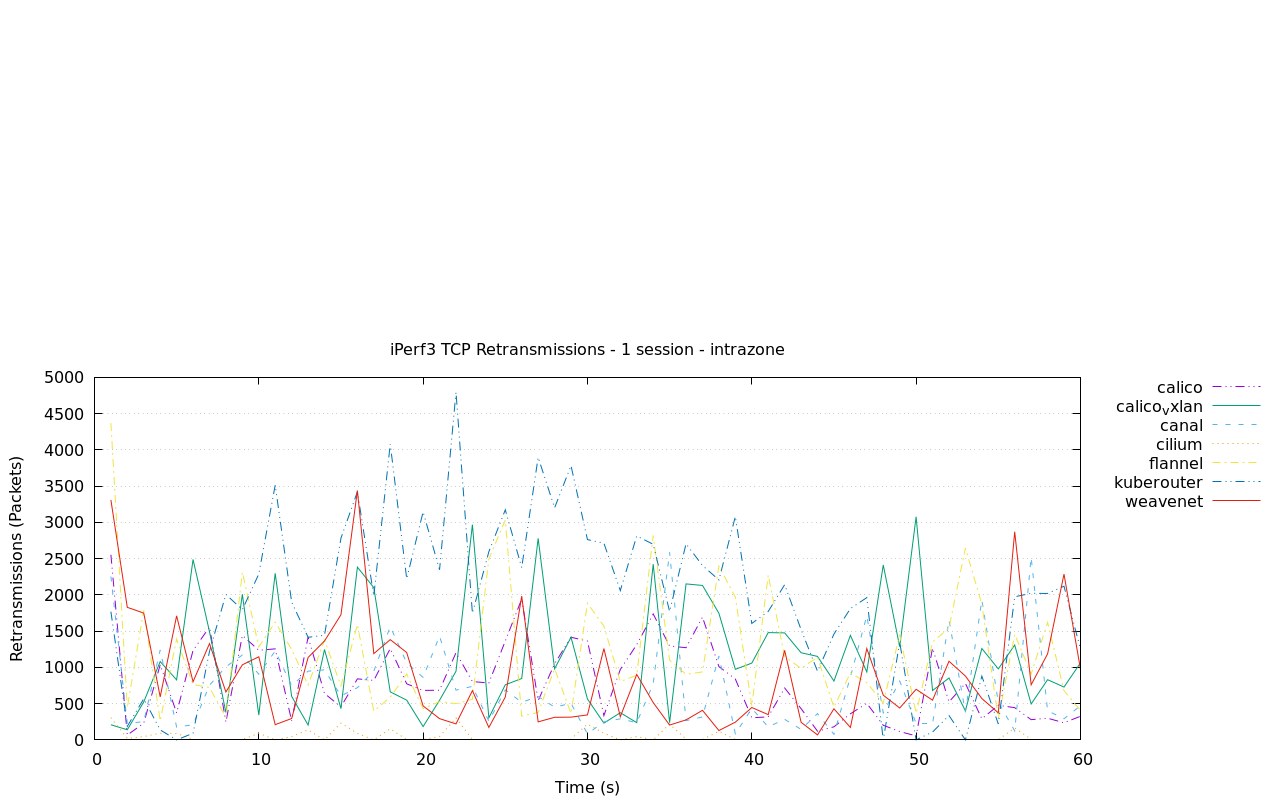 iPerf3 TCP Retransmissions - 1 session - intrazone
Retransmissions (Packets)
5000
4500
4000
3500
3000
2500
2000
1500
1000
500
0
0 10 20 30 40 50 60
Time (s)
calico
calicovxlan
canal
cilium
flannel
kuberouter
weavenet